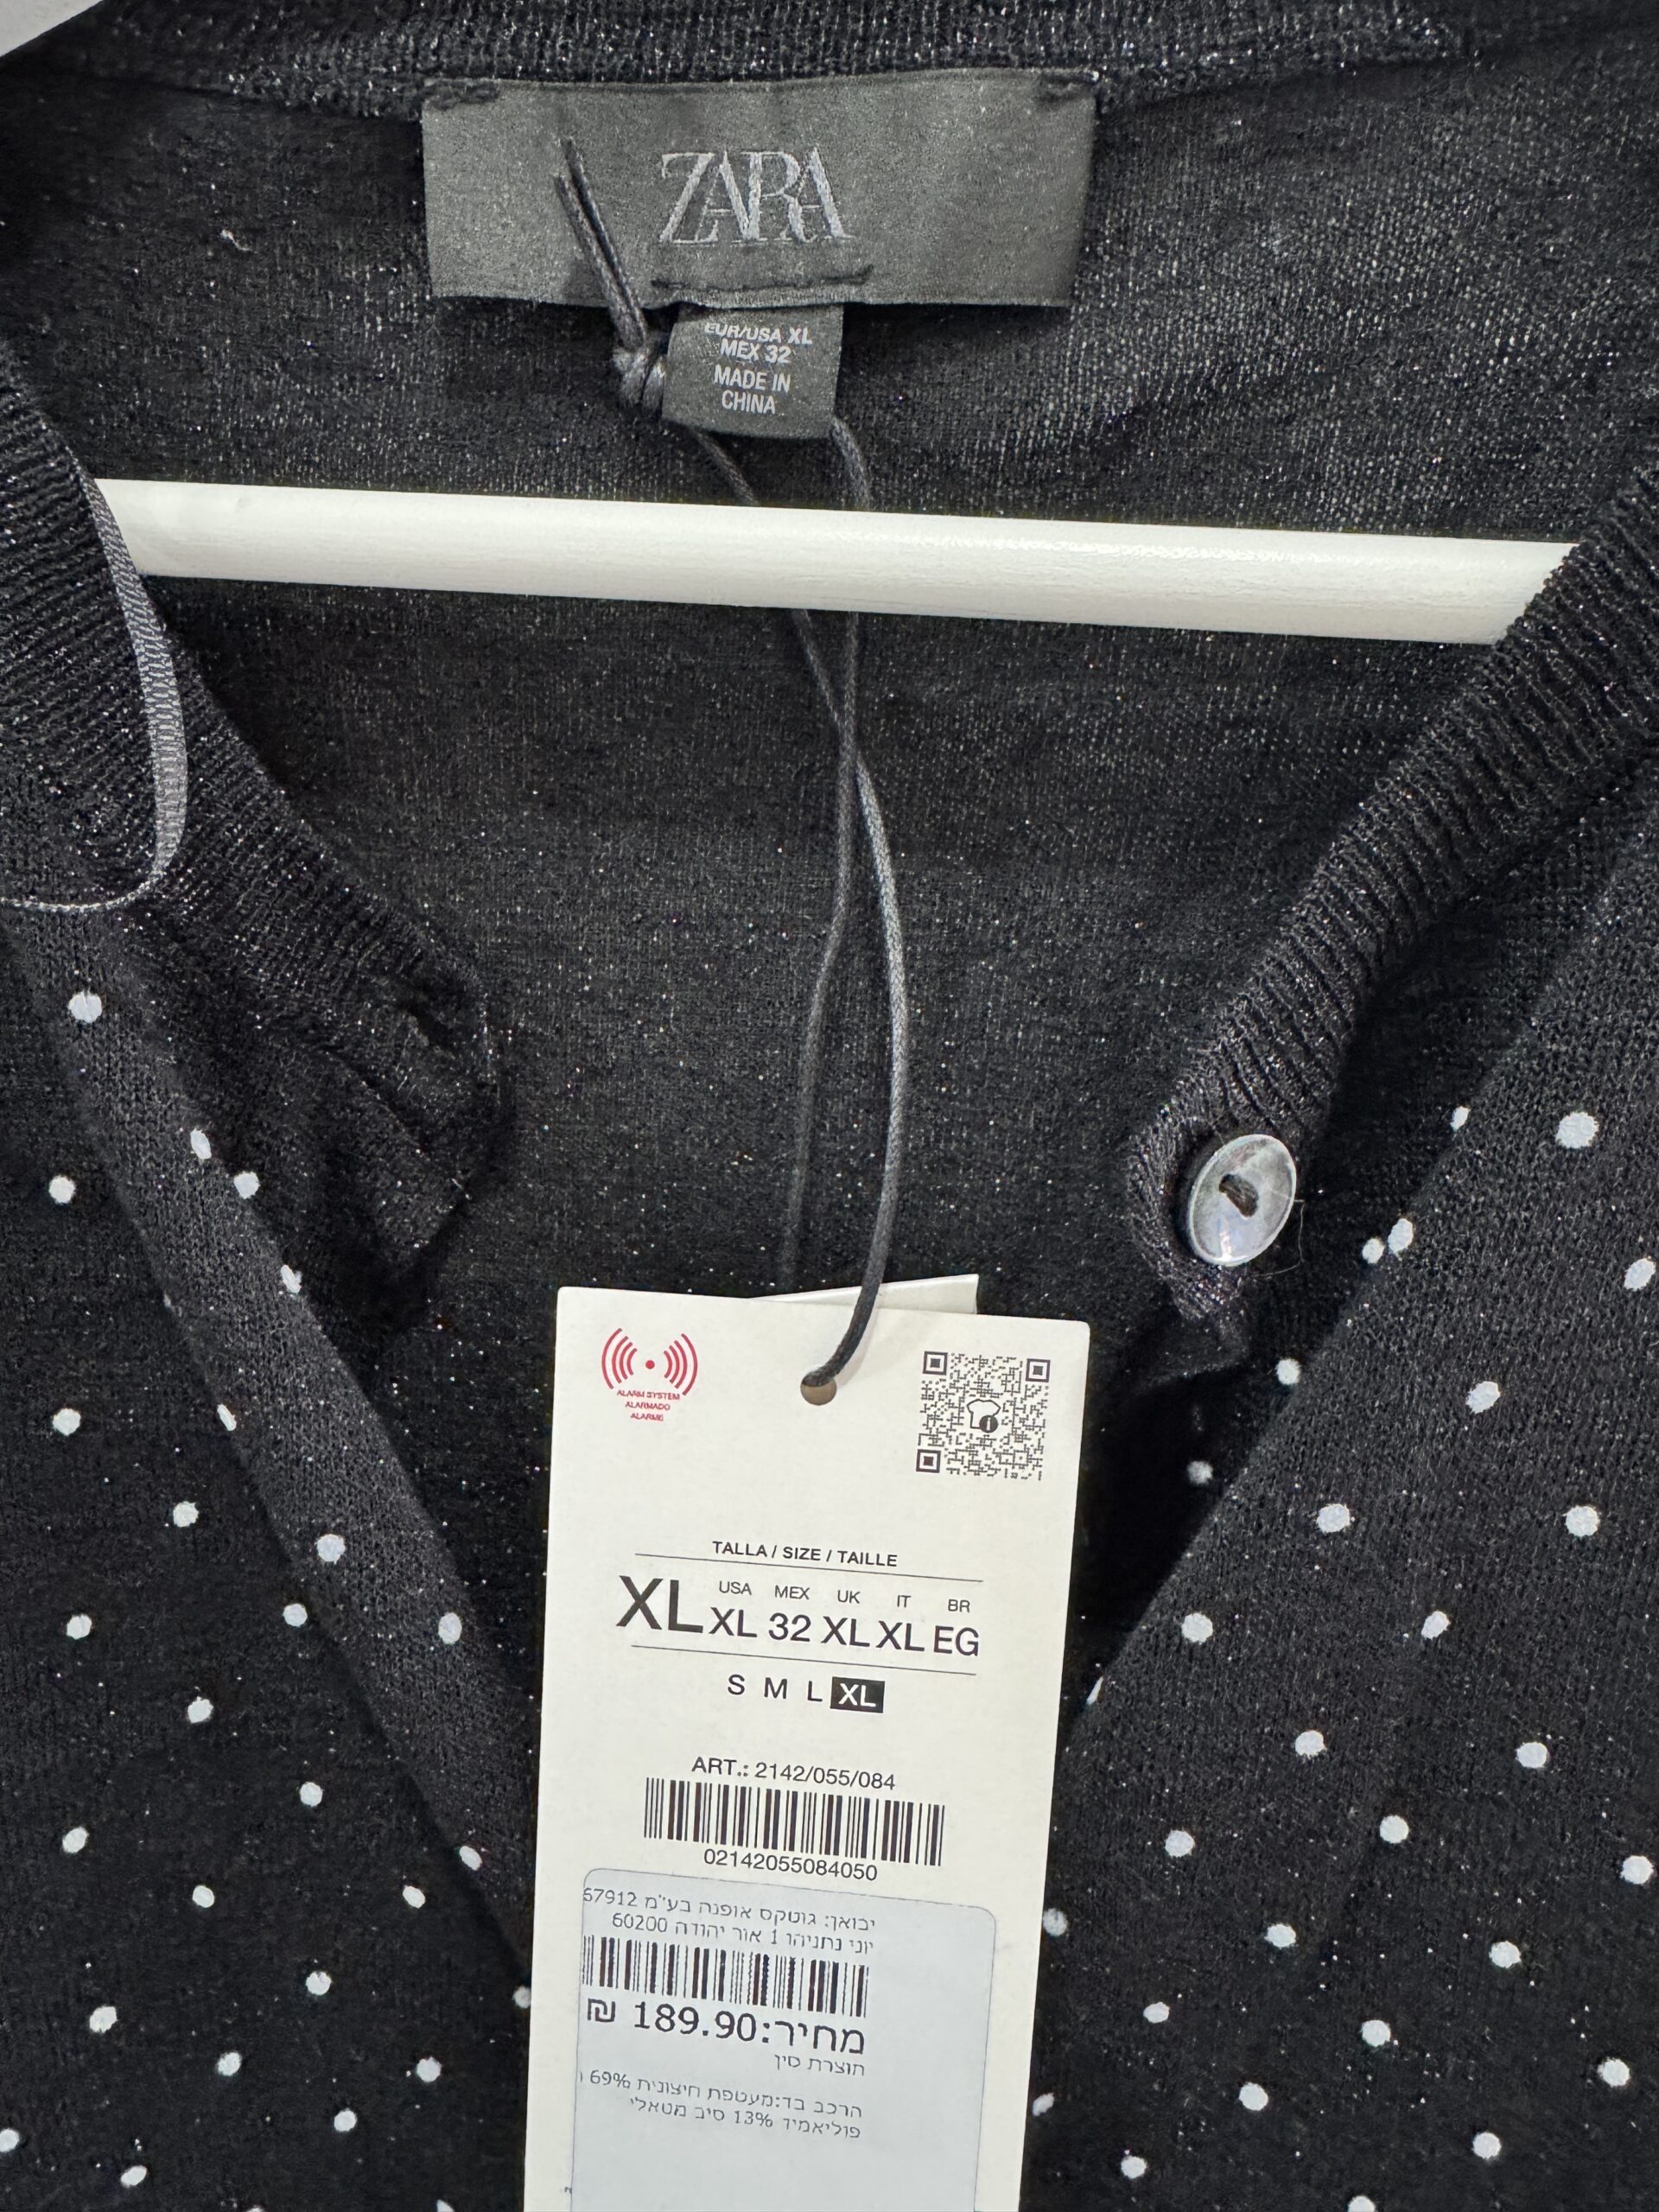 ZARA
EUR/USA XL
MEX 32
MADE IN
CHINA
ALARM SYSTEM
ALARMADO
ALARME
TALLA / SIZE / TAILLE
USA MEX UK IT BR
XL XL 32 XL XL EG
S M L XL
ART.: 2142/055/084
02142055084050
יבואן: גוטקס אופנה בע"מ 67912
יוני נתניהו 1 אור יהודה 60200
מחיר: 189.90 ₪
תוצרת סין
הרכב בד:מעטפת חיצונית 69%
פוליאמיד 13% סיב מטאלי